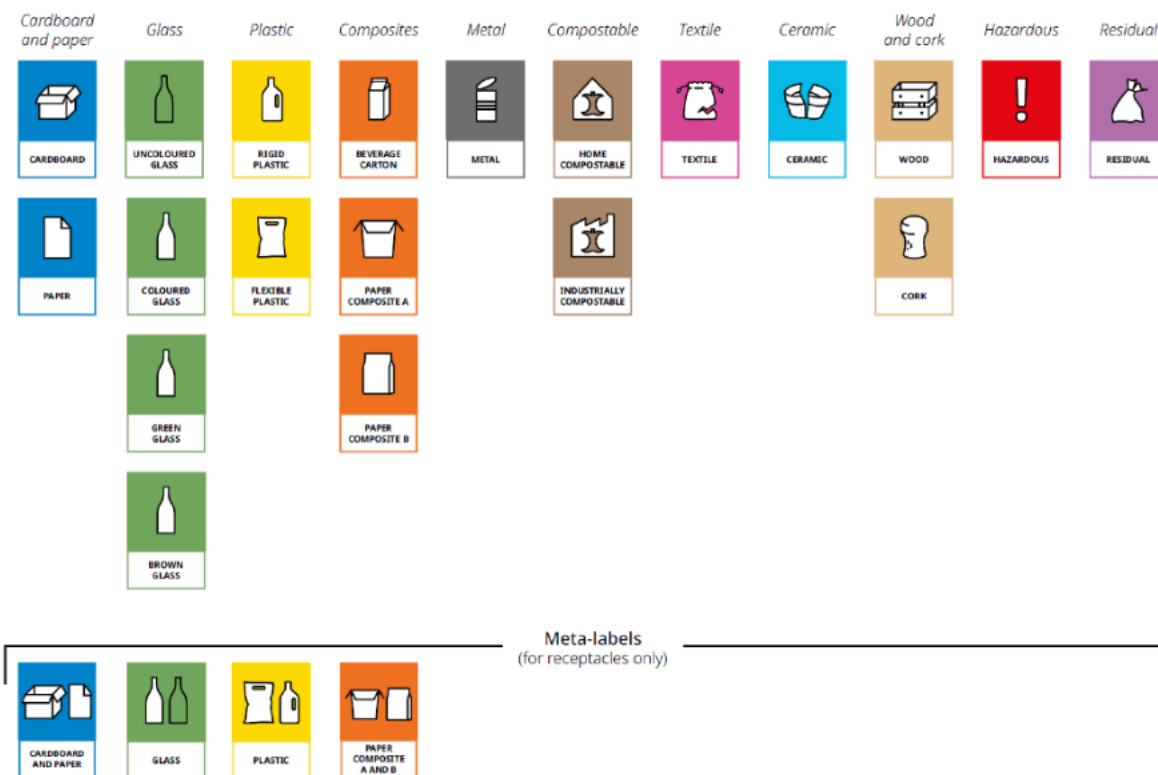 Cardboard
and paper
Glass
Plastic
Composites
Metal
Compostable
Textile
Ceramic
Wood
and cork
Hazardous
Residual
CARDBOARD
UNCOLOURED
GLASS
RIGID
PLASTIC
BEVERAGE
CARTON
METAL
HOME
COMPOSTABLE
TEXTILE
CERAMIC
WOOD
HAZARDOUS
RESIDUAL
PAPER
COLOURED
GLASS
FLEXIBLE
PLASTIC
PAPER
COMPOSITE A
INDUSTRIALLY
COMPOSTABLE
CORK
GREEN
GLASS
PAPER
COMPOSITE B
BROWN
GLASS
Meta-labels
(for receptacles only)
CARDBOARD
AND PAPER
GLASS
PLASTIC
PAPER
COMPOSITE
A AND B